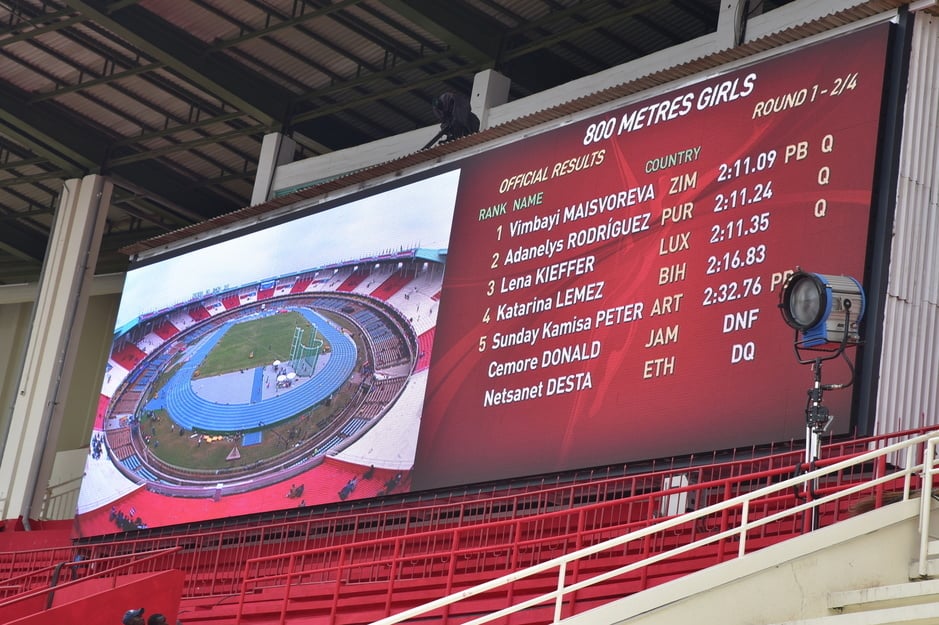 800 METRES GIRLS
ROUND 1 - 2/4
OFFICIAL RESULTS
RANK NAME COUNTRY
1 Vimbayi MAISVOREVA ZIM 2:11.09 PB Q
2 Adanelys RODRÍGUEZ PUR 2:11.24 Q
3 Lena KIEFFER LUX 2:11.35 Q
4 Katarina LEMEZ BIH 2:16.83
5 Sunday Kamisa PETER ART 2:32.76
Cemore DONALD JAM DNF
Netsanet DESTA ETH DQ